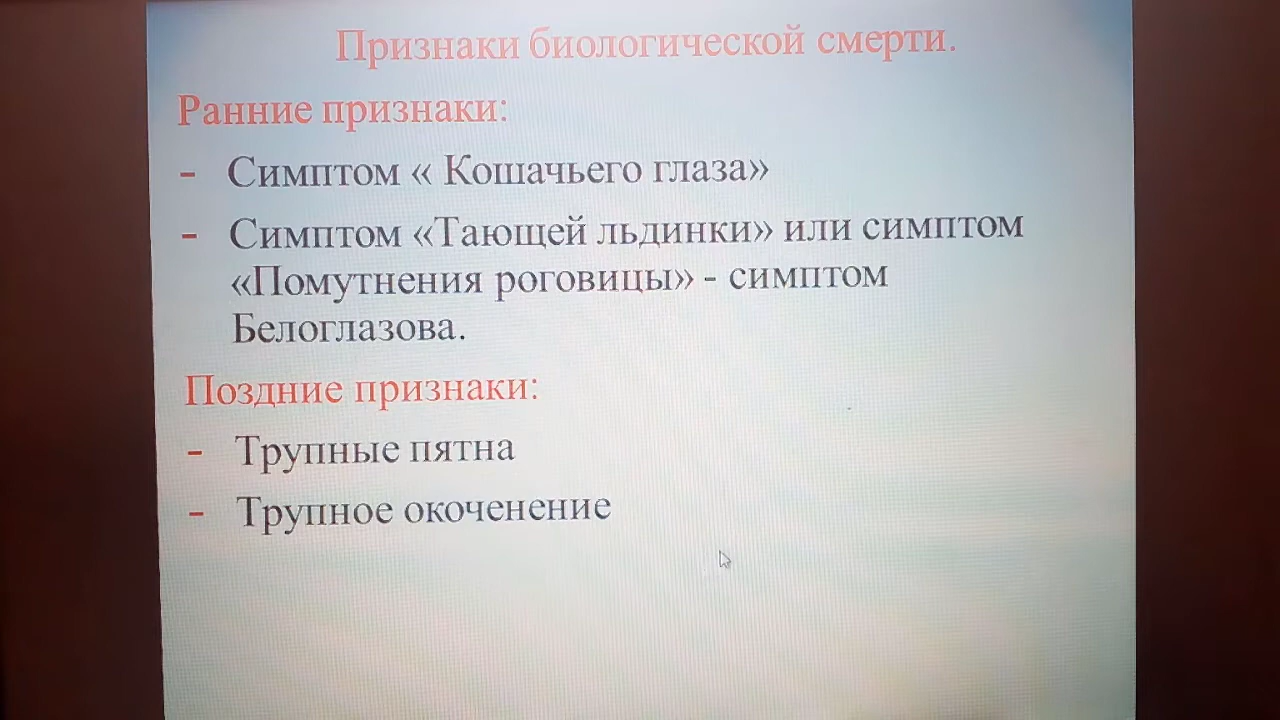 Признаки биологической смерти.
Ранние признаки:
- Симптом « Кошачьего глаза»
- Симптом «Тающей льдинки» или симптом
«Помутнения роговицы» - симптом
Белоглазова.
Поздние признаки:
- Трупные пятна
- Трупное окоченение